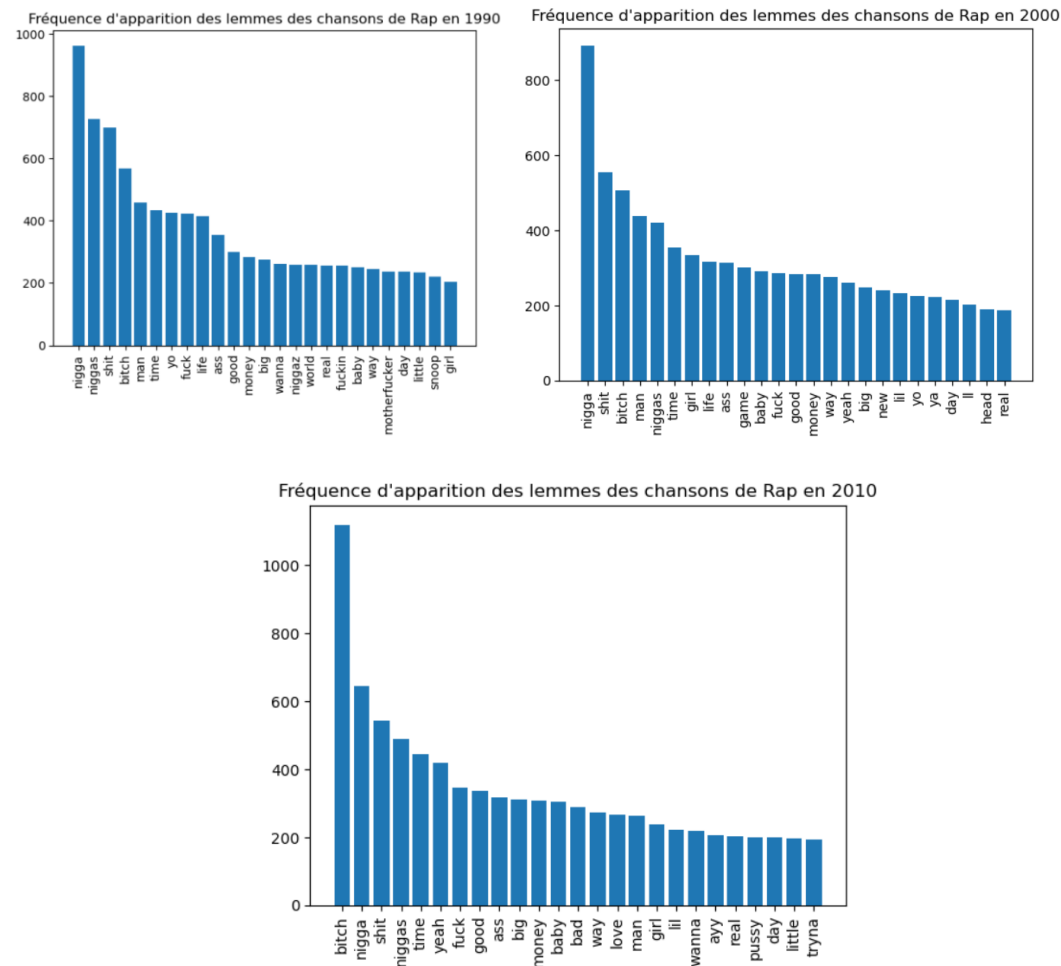 Fréquence d'apparition des lemmes des chansons de Rap en 1990
1000
800
600
400
200
0
nigga
niggas
shit
bitch
man
time
yo
fuck
life
ass
good
money
big
wanna
niggaz
world
real
fuckin
baby
way
motherfucker
day
little
snoop
girl
Fréquence d'apparition des lemmes des chansons de Rap en 2000
800
600
400
200
0
nigga
shit
bitch
man
niggas
time
girl
life
ass
game
baby
fuck
good
money
way
yeah
big
new
lil
yo
ya
day
ll
head
real
Fréquence d'apparition des lemmes des chansons de Rap en 2010
1000
800
600
400
200
0
bitch
nigga
shit
niggas
time
yeah
fuck
good
ass
big
money
baby
bad
way
love
man
girl
lil
wanna
ayy
real
pussy
day
little
tryna